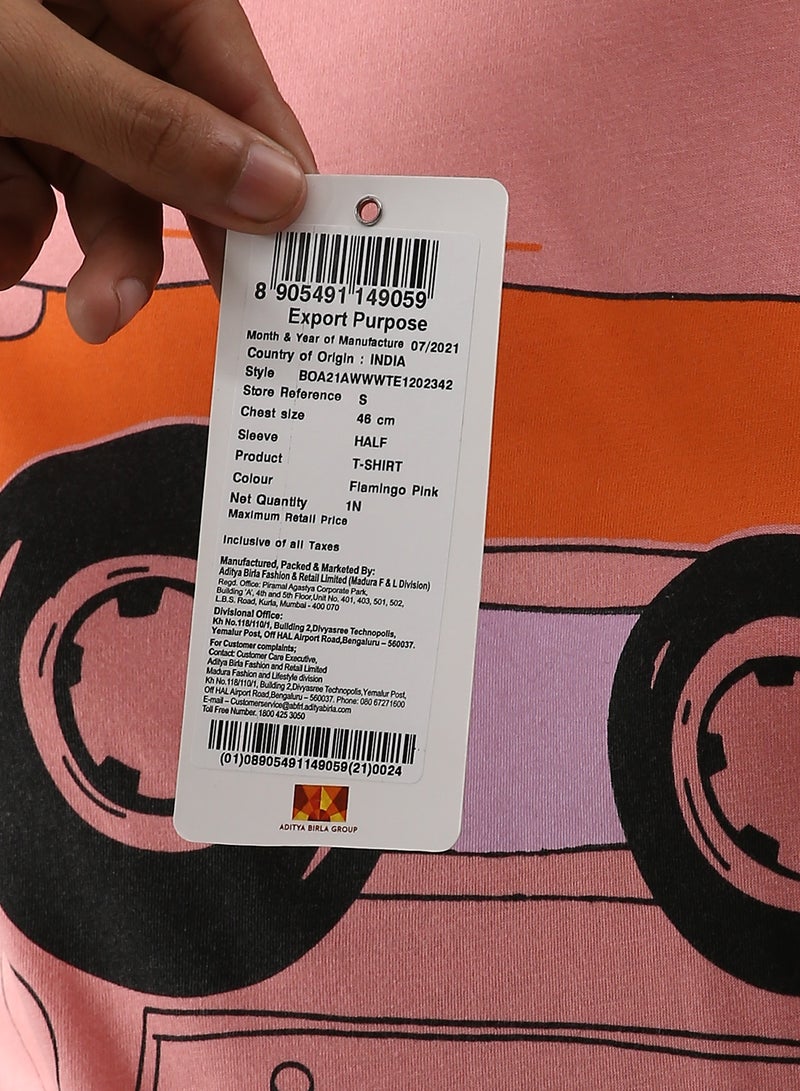 8 905491 149059
Export Purpose
Month & Year of Manufacture 07/2021
Country of Origin : INDIA
Style BOA21AWWWTE1202342
Store Reference S
Chest size 46 cm
Sleeve HALF
Product T-SHIRT
Colour Flamingo Pink
Net Quantity 1N
Maximum Retail Price
Inclusive of all Taxes
Manufactured, Packed & Marketed By:
Aditya Birla Fashion & Retail Limited (Madura F & L Division)
Regd. Office: Piramal Agastya Corporate Park,
Building 'A', 4th and 5th Floor,Unit No. 401, 403, 501, 502,
L.B.S. Road, Kurla, Mumbai - 400 070
Divisional Office:
Kh No.118/110/1, Building 2,Divyasree Technopolis,
Yemalur Post, Off HAL Airport Road,Bengaluru – 560037.
For Customer complaints;
Contact: Customer Care Executive,
Aditya Birla Fashion and Retail Limited
Madura Fashion and Lifestyle division
Kh No.118/110/1, Building 2,Divyasree Technopolis,Yemalur Post,
Off HAL Airport Road,Bengaluru – 560037. Phone: 080 67271600
E-mail – Customerservice@abfrl.adityabirla.com
Toll Free Number. 1800 425 3050
(01)08905491149059(21)0024
ADITYA BIRLA GROUP